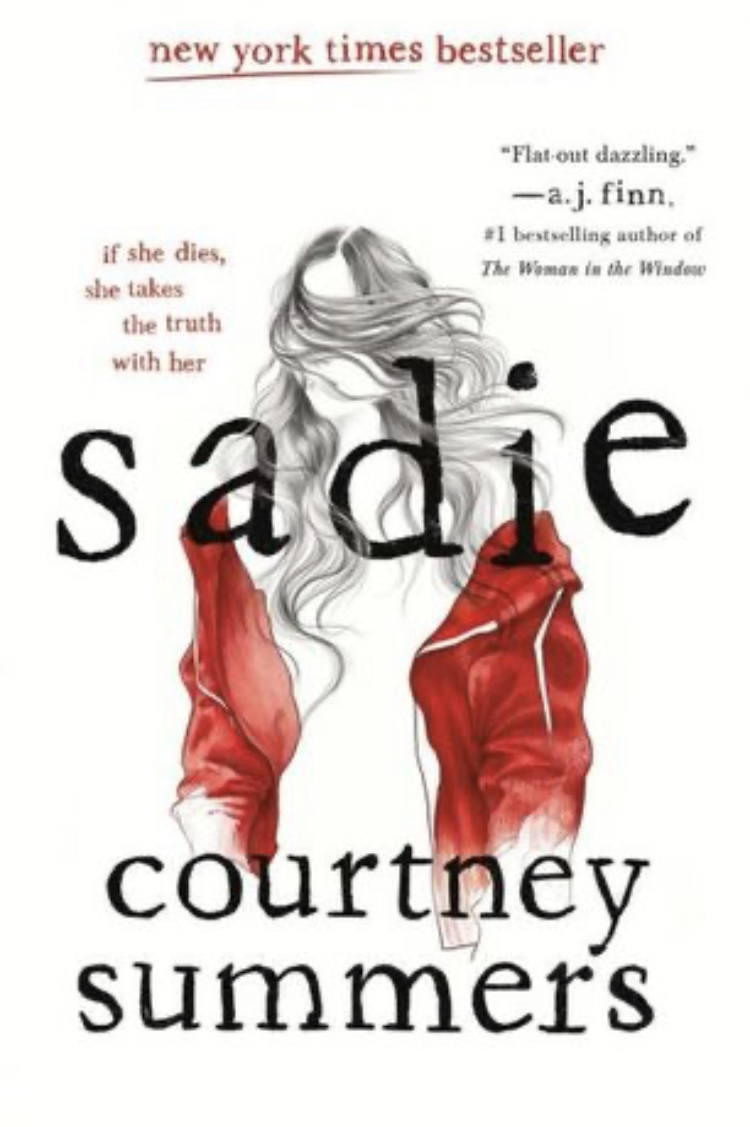 new york times bestseller
"Flat-out dazzling."
—a.j. finn,
#1 bestselling author of
The Woman in the Window
if she dies,
she takes
the truth
with her
sadie
courtney
summers